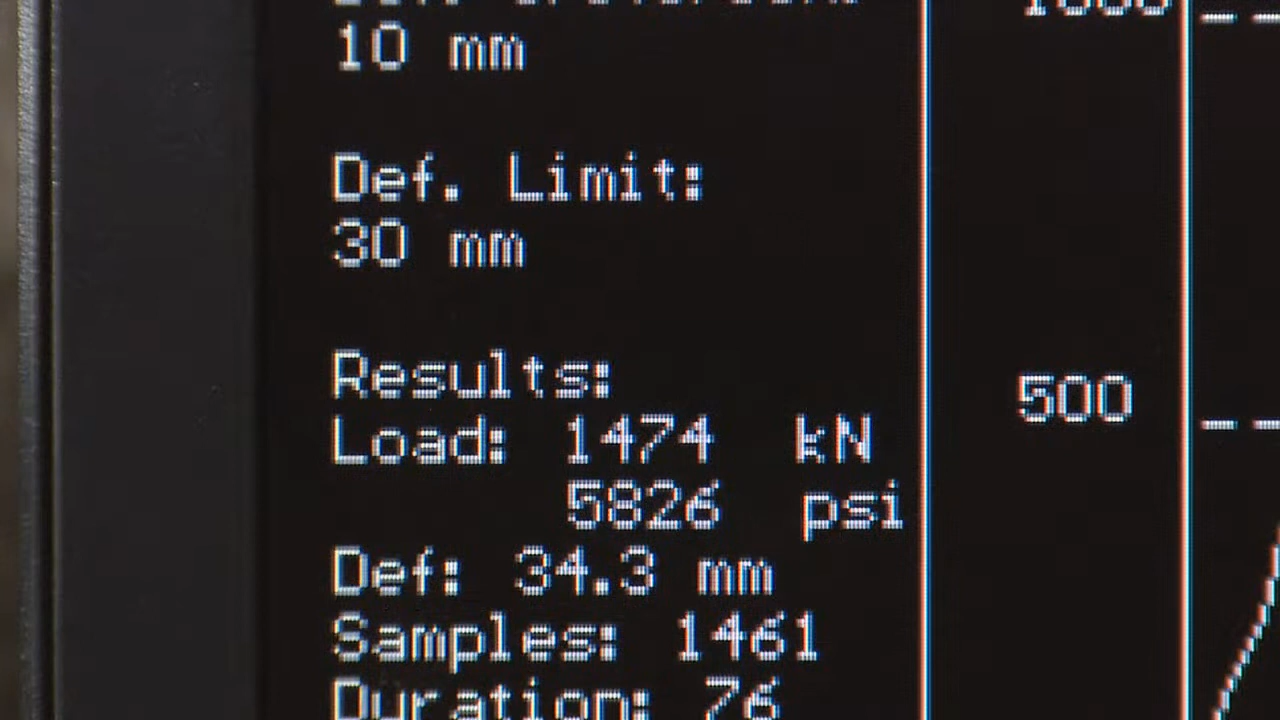 10 mm
Def. Limit:
30 mm
Results:
Load: 1474 kN
5826 psi
Def: 34.3 mm
Samples: 1461
Duration: 76
1000
500